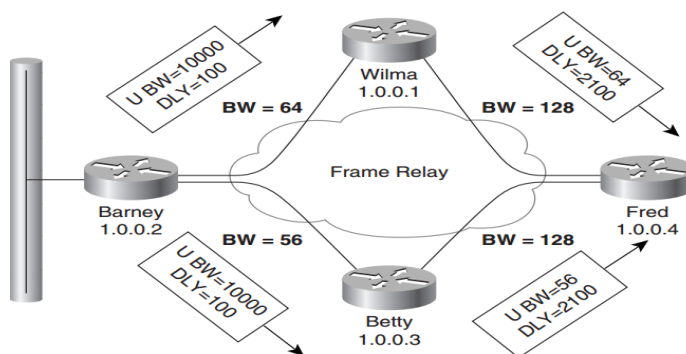 U BW=10000
DLY=100
Wilma
1.0.0.1
U BW=64
DLY=2100
BW = 64
BW = 128
Frame Relay
Barney
1.0.0.2
Fred
1.0.0.4
BW = 56
BW = 128
U BW=10000
DLY=100
Betty
1.0.0.3
U BW=56
DLY=2100